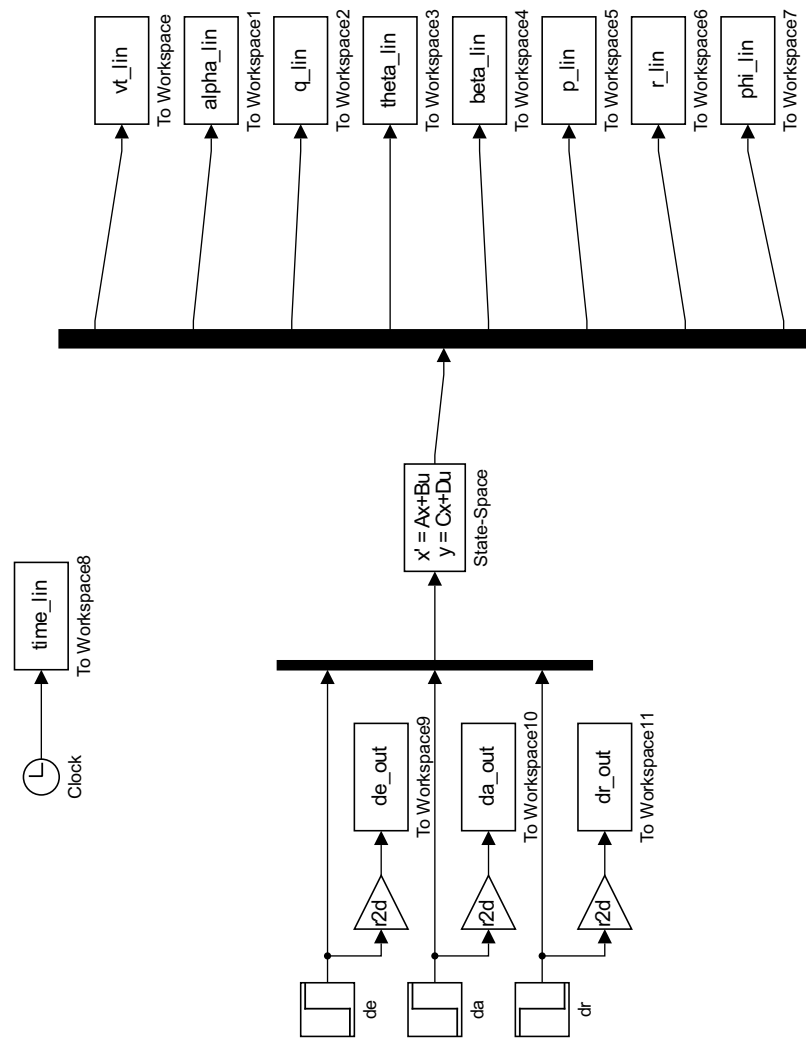 Clock
time_lin
To Workspace8
de
r2d
de_out
To Workspace9
da
r2d
da_out
To Workspace10
dr
r2d
dr_out
To Workspace11
x' = Ax+Bu
y = Cx+Du
State-Space
vt_lin
To Workspace
alpha_lin
To Workspace1
q_lin
To Workspace2
theta_lin
To Workspace3
beta_lin
To Workspace4
p_lin
To Workspace5
r_lin
To Workspace6
phi_lin
To Workspace7